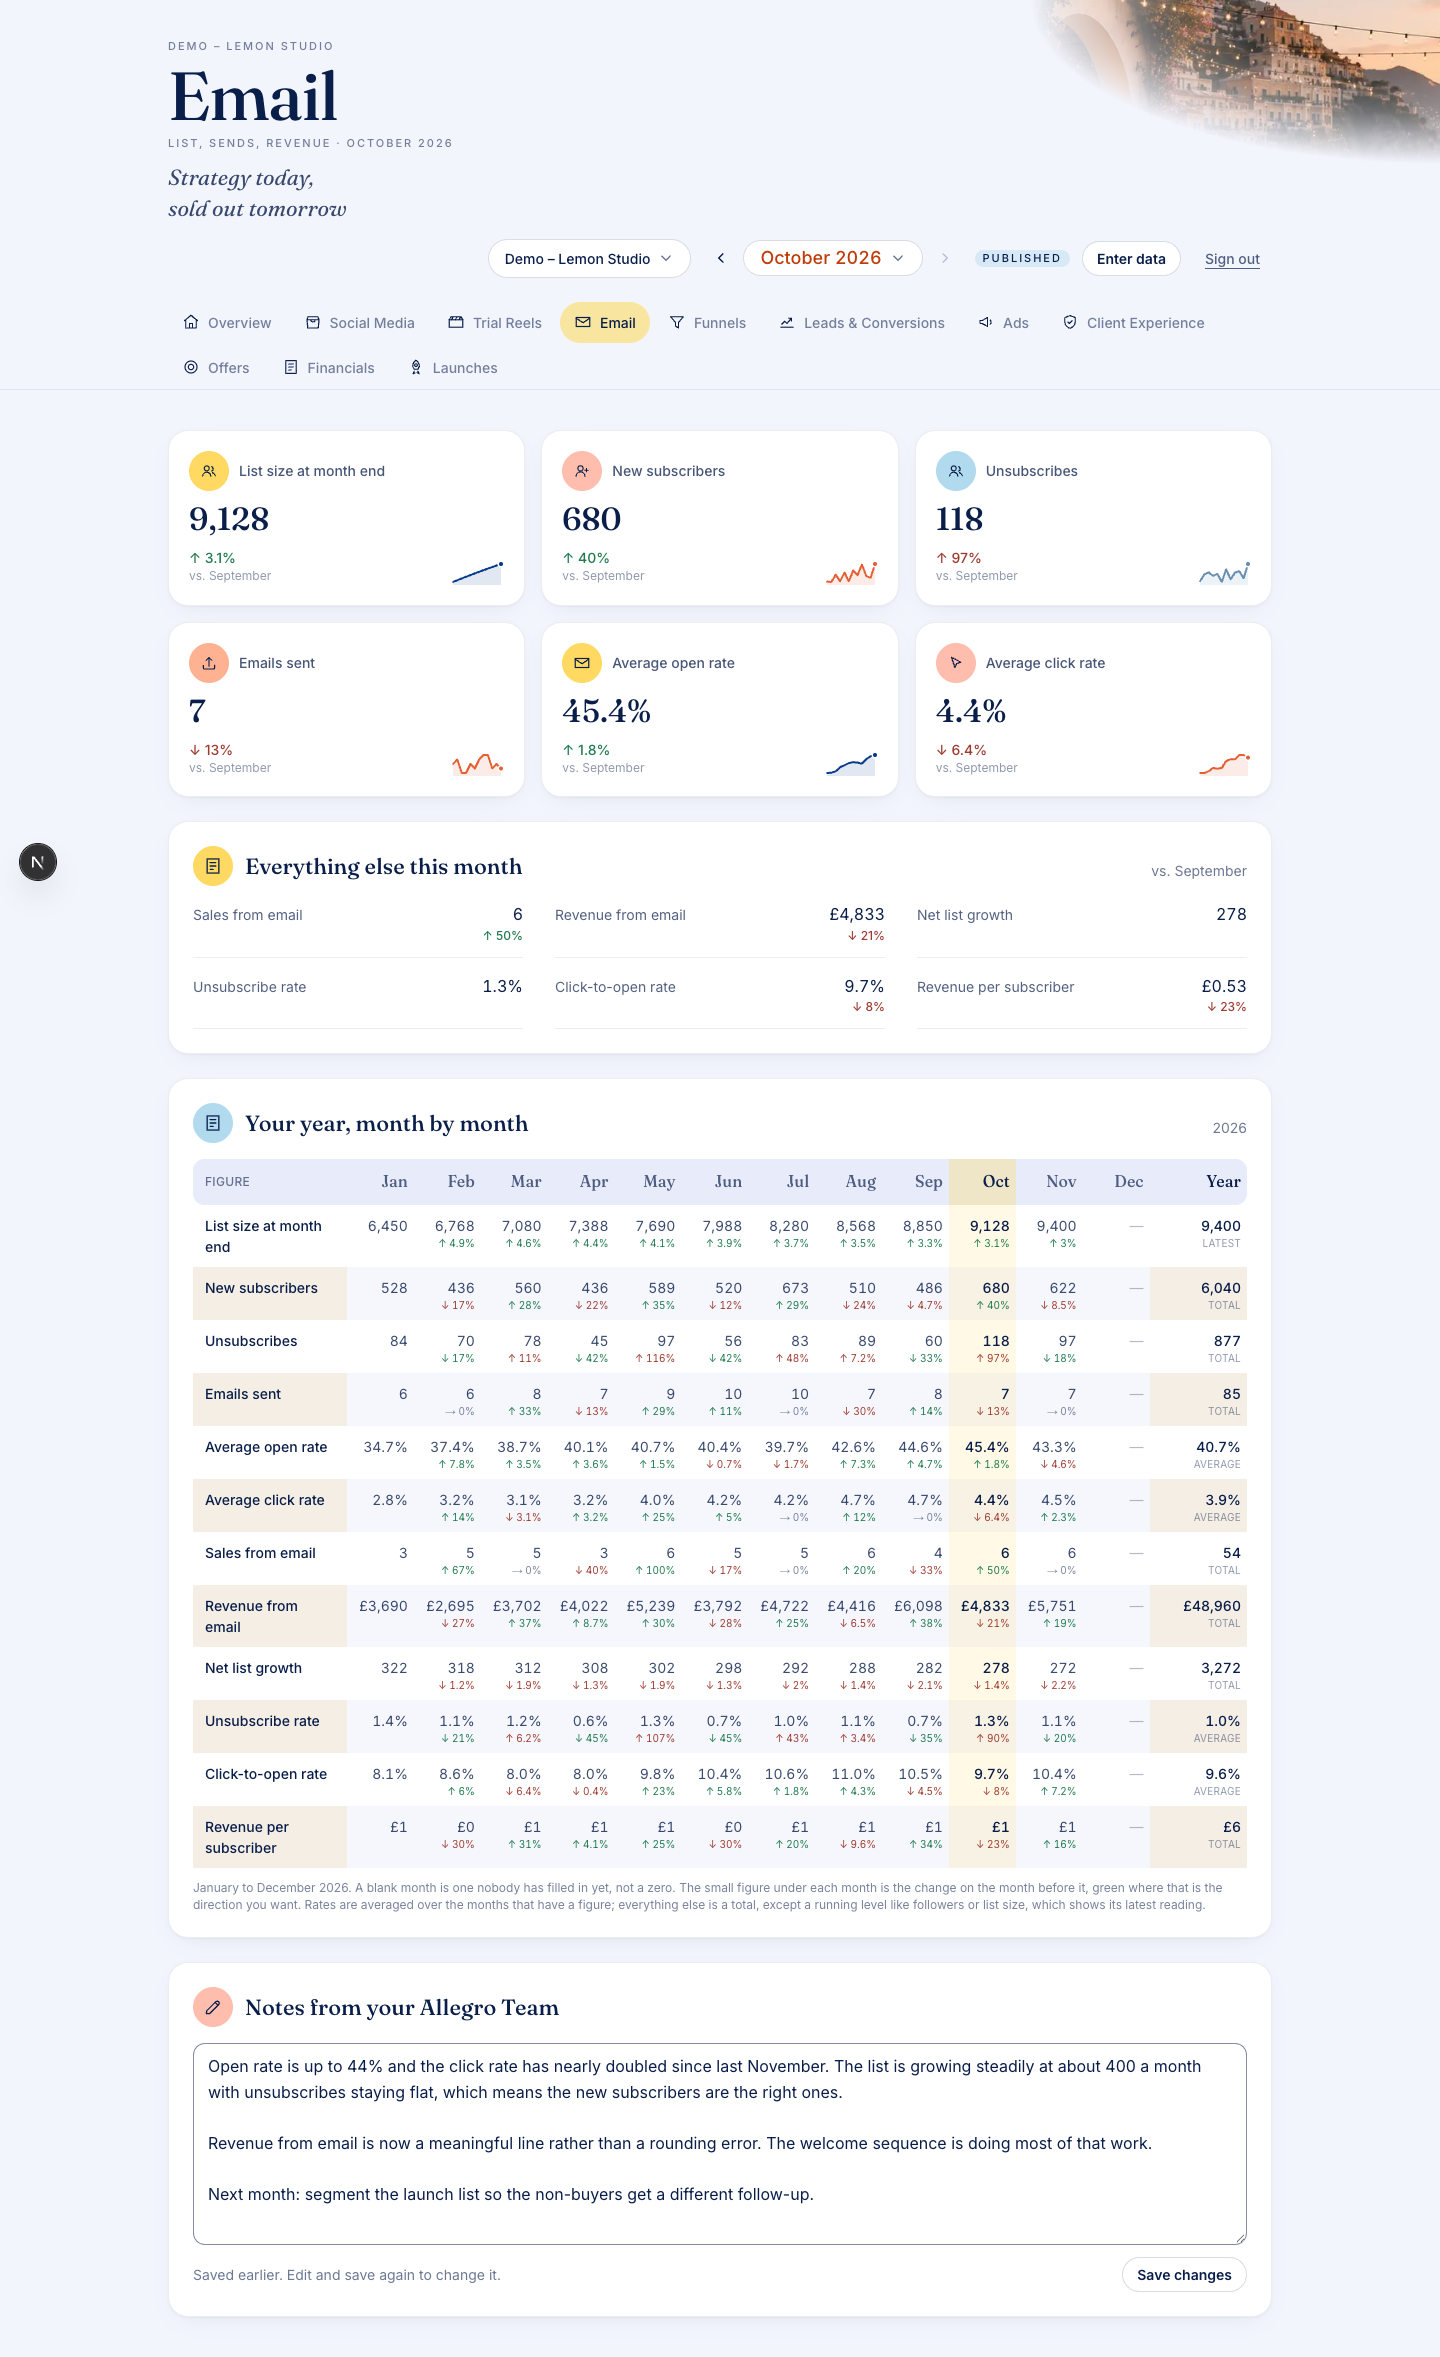 DEMO – LEMON STUDIO
Email
LIST, SENDS, REVENUE · OCTOBER 2026
Strategy today,
sold out tomorrow
Demo – Lemon Studio
October 2026
PUBLISHED
Enter data
Sign out
Overview
Social Media
Trial Reels
Email
Funnels
Leads & Conversions
Ads
Client Experience
Offers
Financials
Launches
List size at month end
9,128
↑ 3.1%
vs. September
New subscribers
680
↑ 40%
vs. September
Unsubscribes
118
↑ 97%
vs. September
Emails sent
7
↓ 13%
vs. September
Average open rate
45.4%
↑ 1.8%
vs. September
Average click rate
4.4%
↓ 6.4%
vs. September
N
Everything else this month
vs. September
Sales from email 6
↑ 50%
Revenue from email £4,833
↓ 21%
Net list growth 278
Unsubscribe rate 1.3%
Click-to-open rate 9.7%
↓ 8%
Revenue per subscriber £0.53
↓ 23%
Your year, month by month
2026
FIGURE Jan Feb Mar Apr May Jun Jul Aug Sep Oct Nov Dec Year
List size at month end 6,450 6,768 7,080 7,388 7,690 7,988 8,280 8,568 8,850 9,128 9,400 — 9,400
↑ 4.9% ↑ 4.6% ↑ 4.4% ↑ 4.1% ↑ 3.9% ↑ 3.7% ↑ 3.5% ↑ 3.3% ↑ 3.1% ↑ 3% LATEST
New subscribers 528 436 560 436 589 520 673 510 486 680 622 — 6,040
↓ 17% ↑ 28% ↓ 22% ↑ 35% ↓ 12% ↑ 29% ↓ 24% ↓ 4.7% ↑ 40% ↓ 8.5% TOTAL
Unsubscribes 84 70 78 45 97 56 83 89 60 118 97 — 877
↓ 17% ↑ 11% ↓ 42% ↑ 116% ↓ 42% ↑ 48% ↑ 7.2% ↓ 33% ↑ 97% ↓ 18% TOTAL
Emails sent 6 6 8 7 9 10 10 7 8 7 7 — 85
→ 0% ↑ 33% ↓ 13% ↑ 29% ↑ 11% → 0% ↓ 30% ↑ 14% ↓ 13% → 0% TOTAL
Average open rate 34.7% 37.4% 38.7% 40.1% 40.7% 40.4% 39.7% 42.6% 44.6% 45.4% 43.3% — 40.7%
↑ 7.8% ↑ 3.5% ↑ 3.6% ↑ 1.5% ↓ 0.7% ↓ 1.7% ↑ 7.3% ↑ 4.7% ↑ 1.8% ↓ 4.6% AVERAGE
Average click rate 2.8% 3.2% 3.1% 3.2% 4.0% 4.2% 4.2% 4.7% 4.7% 4.4% 4.5% — 3.9%
↑ 14% ↓ 3.1% ↑ 3.2% ↑ 25% ↑ 5% → 0% ↑ 12% → 0% ↓ 6.4% ↑ 2.3% AVERAGE
Sales from email 3 5 5 3 6 5 5 6 4 6 6 — 54
↑ 67% → 0% ↓ 40% ↑ 100% ↓ 17% → 0% ↑ 20% ↓ 33% ↑ 50% → 0% TOTAL
Revenue from email £3,690 £2,695 £3,702 £4,022 £5,239 £3,792 £4,722 £4,416 £6,098 £4,833 £5,751 — £48,960
↓ 27% ↑ 37% ↑ 8.7% ↑ 30% ↓ 28% ↑ 25% ↓ 6.5% ↑ 38% ↓ 21% ↑ 19% TOTAL
Net list growth 322 318 312 308 302 298 292 288 282 278 272 — 3,272
↓ 1.2% ↓ 1.9% ↓ 1.3% ↓ 1.9% ↓ 1.3% ↓ 2% ↓ 1.4% ↓ 2.1% ↓ 1.4% ↓ 2.2% TOTAL
Unsubscribe rate 1.4% 1.1% 1.2% 0.6% 1.3% 0.7% 1.0% 1.1% 0.7% 1.3% 1.1% — 1.0%
↓ 21% ↑ 6.2% ↓ 45% ↑ 107% ↓ 45% ↑ 43% ↑ 3.4% ↓ 35% ↑ 90% ↓ 20% AVERAGE
Click-to-open rate 8.1% 8.6% 8.0% 8.0% 9.8% 10.4% 10.6% 11.0% 10.5% 9.7% 10.4% — 9.6%
↑ 6% ↓ 6.4% ↓ 0.4% ↑ 23% ↑ 5.8% ↑ 1.8% ↑ 4.3% ↓ 4.5% ↓ 8% ↑ 7.2% AVERAGE
Revenue per subscriber £1 £0 £1 £1 £1 £0 £1 £1 £1 £1 £1 — £6
↓ 30% ↑ 31% ↑ 4.1% ↑ 25% ↓ 30% ↑ 20% ↓ 9.6% ↑ 34% ↓ 23% ↑ 16% TOTAL
January to December 2026. A blank month is one nobody has filled in yet, not a zero. The small figure under each month is the change on the month before it, green where that is the
direction you want. Rates are averaged over the months that have a figure; everything else is a total, except a running level like followers or list size, which shows its latest reading.
Notes from your Allegro Team
Open rate is up to 44% and the click rate has nearly doubled since last November. The list is growing steadily at about 400 a month
with unsubscribes staying flat, which means the new subscribers are the right ones.
Revenue from email is now a meaningful line rather than a rounding error. The welcome sequence is doing most of that work.
Next month: segment the launch list so the non-buyers get a different follow-up.
Saved earlier. Edit and save again to change it.
Save changes